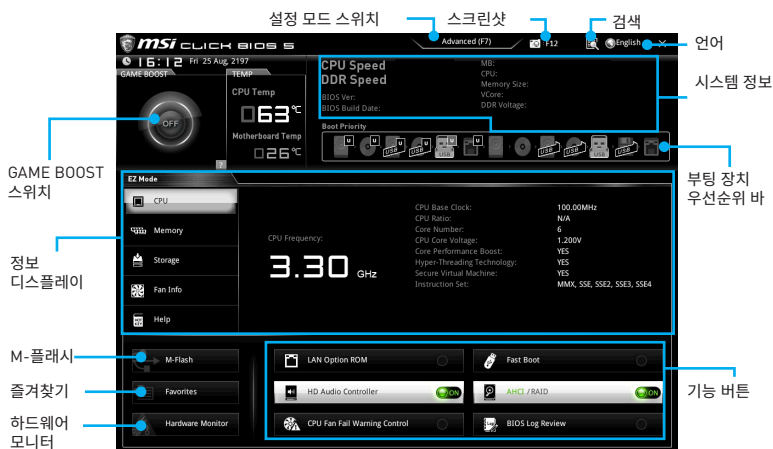 설정 모드 스위치
스크린샷
검색
언어
시스템 정보
부팅 장치
우선순위 바
GAME BOOST
스위치
정보
디스플레이
M-플래시
즐겨찾기
하드웨어
모니터
기능 버튼
msi CLICK BIOS 5
Advanced (F7)
F12
English
16:12 Fri 25 Aug, 2197
GAME BOOST
OFF
TEMP
CPU Temp
63°C
Motherboard Temp
26°C
?
CPU Speed
DDR Speed
BIOS Ver:
BIOS Build Date:
MB:
CPU:
Memory Size:
VCore:
DDR Voltage:
Boot Priority
U U U U U
USB USB USB USB USB USB
EZ Mode
CPU
Memory
Storage
Fan Info
Help
CPU Frequency:
3.30 GHz
CPU Base Clock: 100.00MHz
CPU Ratio: N/A
Core Number: 6
CPU Core Voltage: 1.200V
Core Performance Boost: YES
Hyper-Threading Technology: YES
Secure Virtual Machine: YES
Instruction Set: MMX, SSE, SSE2, SSE3, SSE4
M-Flash
Favorites
Hardware Monitor
LAN Option ROM
Fast Boot
HD Audio Controller ON
AHCI /RAID ON
CPU Fan Fail Warning Control
BIOS Log Review